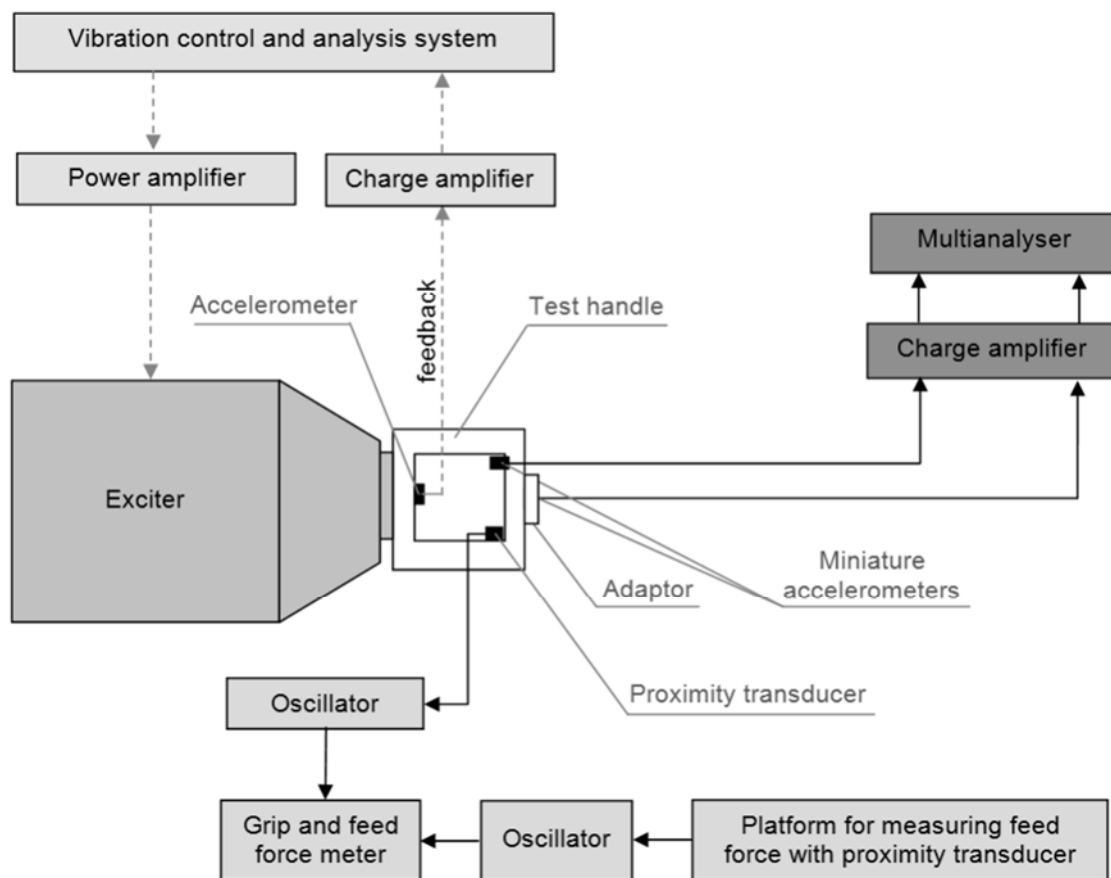 Vibration control and analysis system
Power amplifier
Charge amplifier
Multianalyser
Accelerometer
feedback
Test handle
Charge amplifier
Exciter
Miniature
accelerometers
Adaptor
Proximity transducer
Oscillator
Grip and feed
force meter
Oscillator
Platform for measuring feed
force with proximity transducer